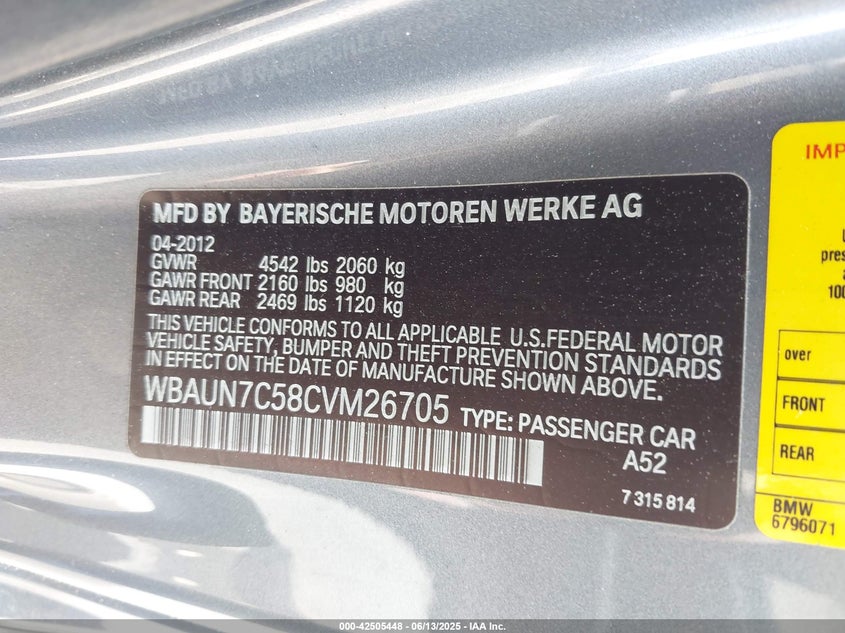 MFD BY BAYERISCHE MOTOREN WERKE AG
04-2012
GVWR 4542 lbs 2060 kg
GAWR FRONT 2160 lbs 980 kg
GAWR REAR 2469 lbs 1120 kg
THIS VEHICLE CONFORMS TO ALL APPLICABLE U.S.FEDERAL MOTOR
VEHICLE SAFETY, BUMPER AND THEFT PREVENTION STANDARDS
IN EFFECT ON THE DATE OF MANUFACTURE SHOWN ABOVE.
WBAUN7C58CVM26705 TYPE: PASSENGER CAR
A52
7 315 814
over
FRONT
REAR
BMW
6796071
000-42505448 - 06/13/2025 - IAA Inc.